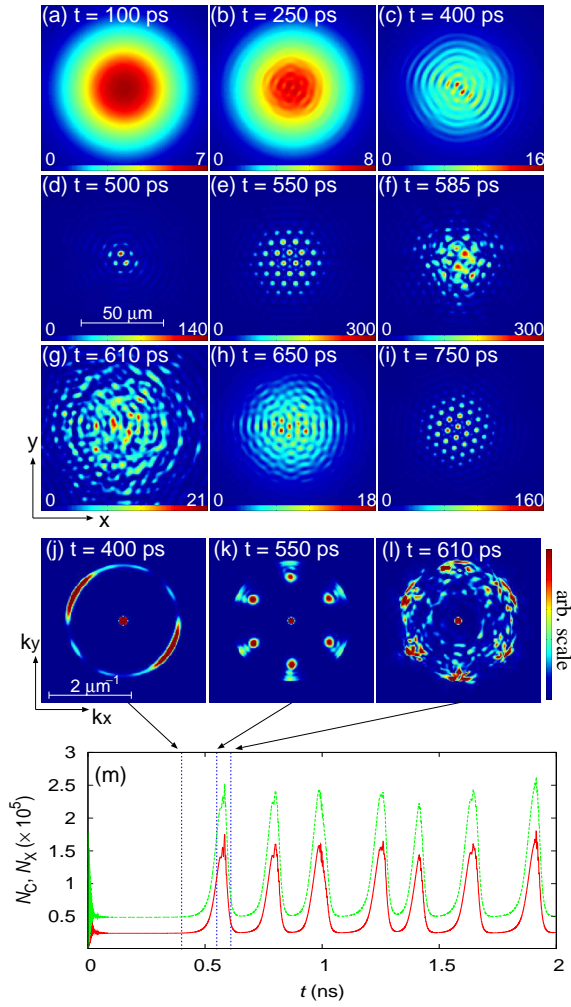 (a) t = 100 ps (b) t = 250 ps (c) t = 400 ps
0 7 0 8 0 16
(d) t = 500 ps (e) t = 550 ps (f) t = 585 ps
50 μm
0 140 0 300 0 300
(g) t = 610 ps (h) t = 650 ps (i) t = 750 ps
y
0 21 0 18 0 160
x
(j) t = 400 ps (k) t = 550 ps (l) t = 610 ps
arb. scale
ky
2 μm⁻¹
kx
3
(m)
2.5
2
1.5
1
0.5
N_C, N_X (× 10⁵)
0 0.5 1 1.5 2
t (ns)